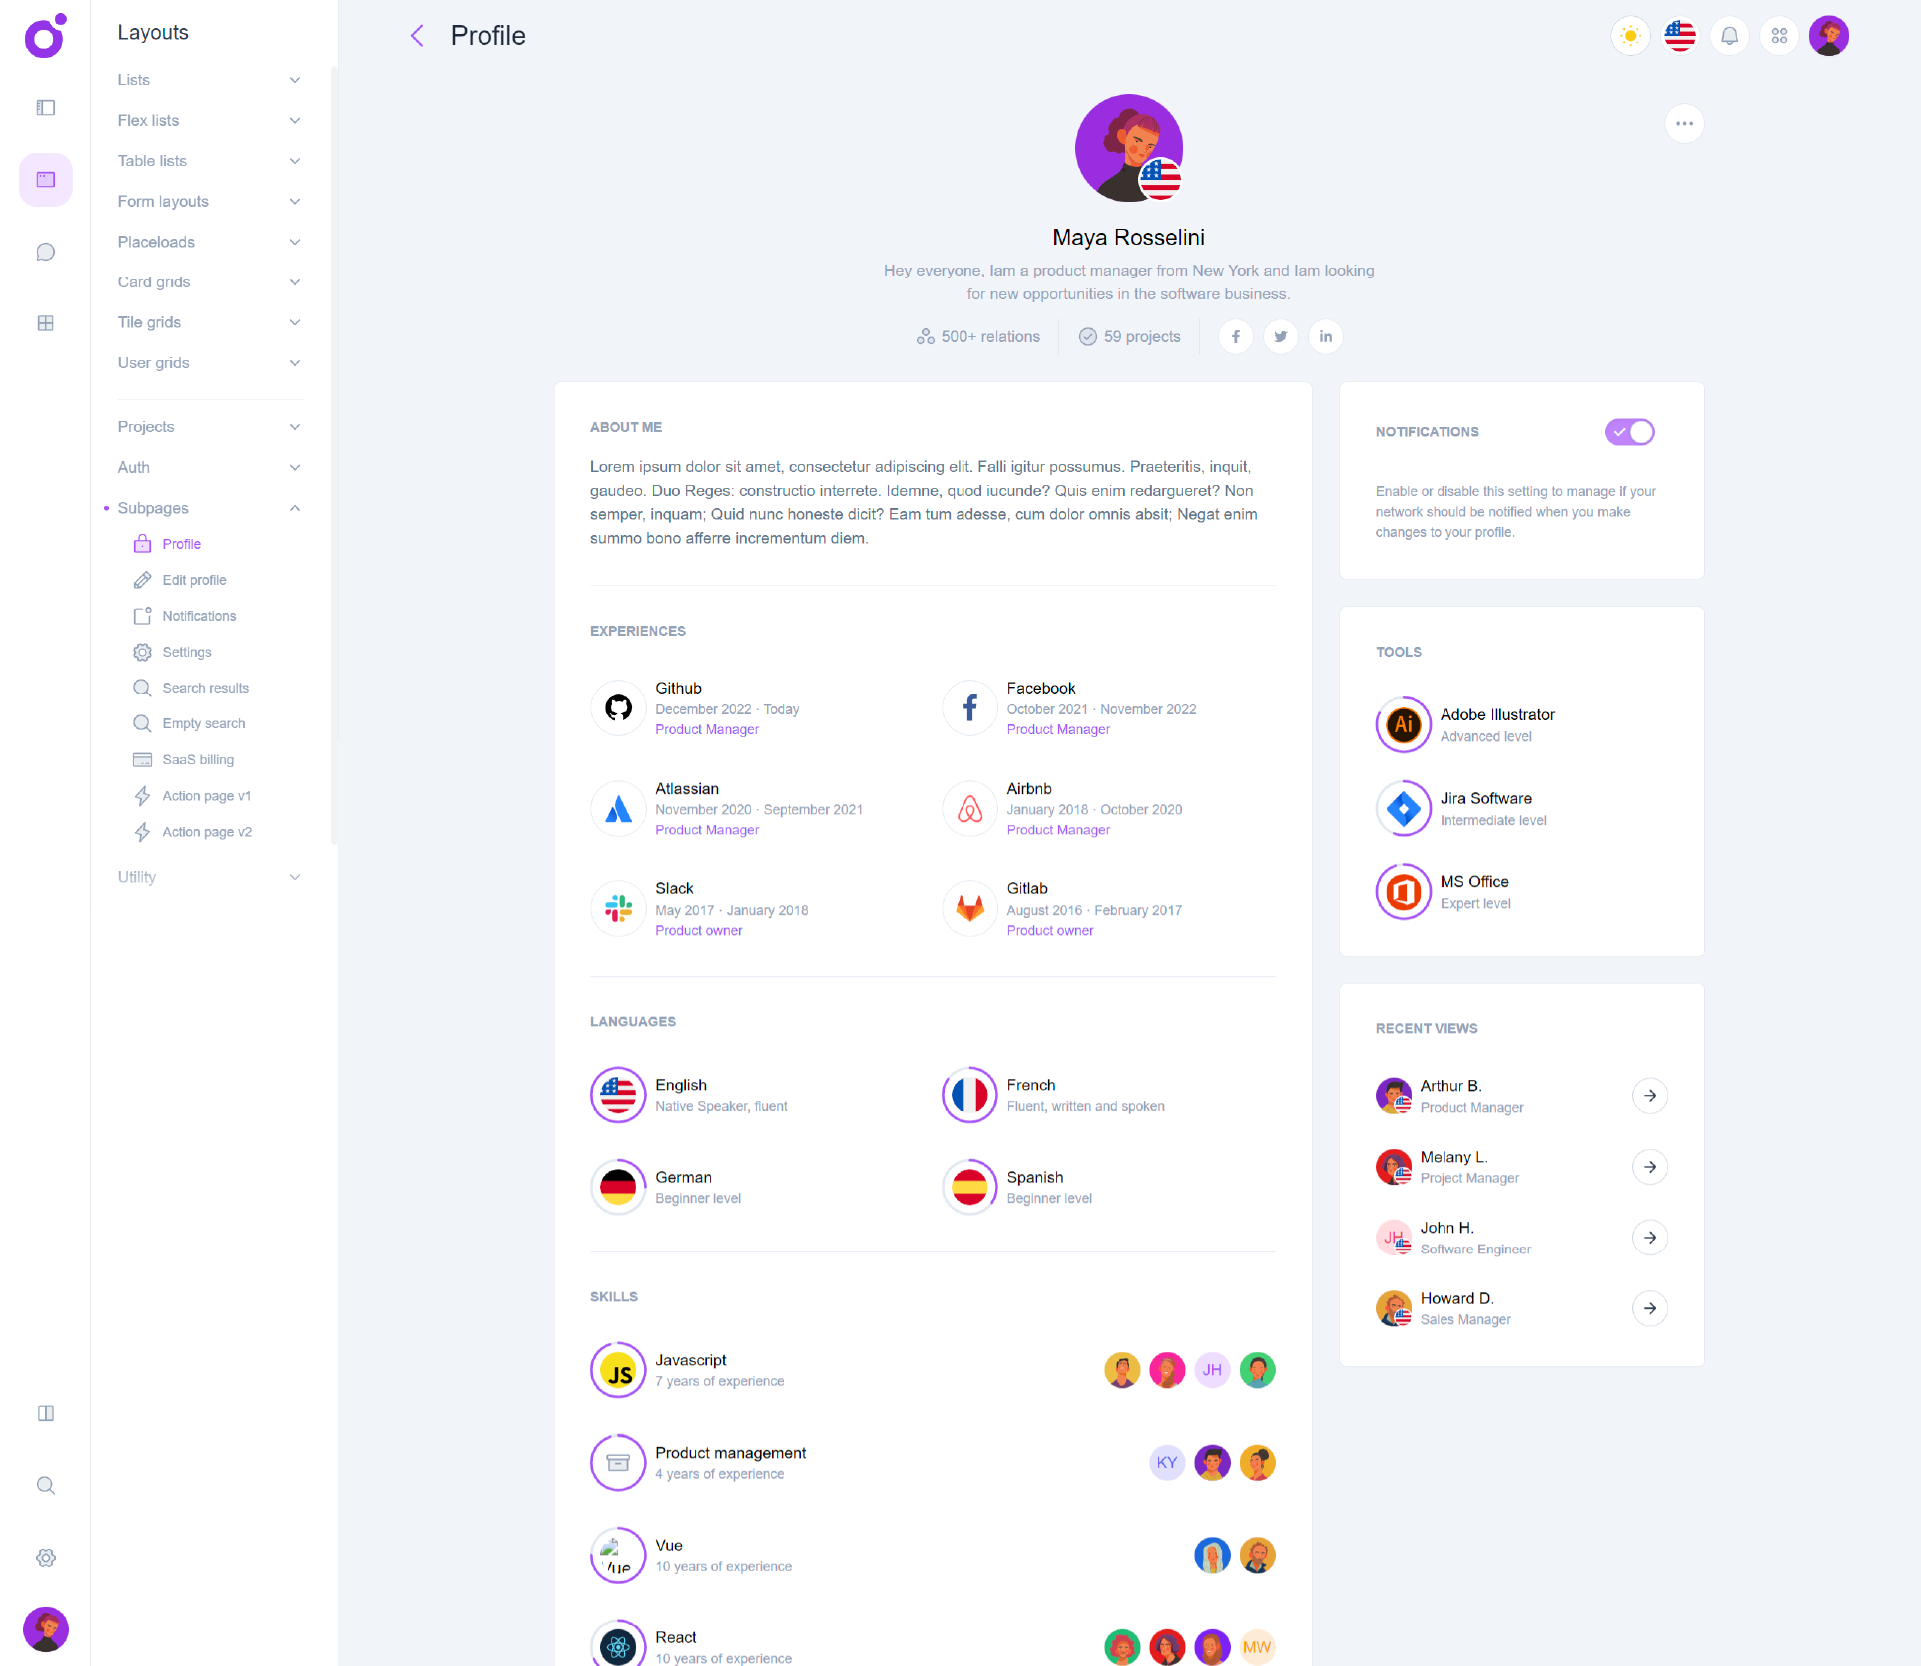 Layouts
Lists
Flex lists
Table lists
Form layouts
Placeloads
Card grids
Tile grids
User grids
Projects
Auth
Subpages
Profile
Edit profile
Notifications
Settings
Search results
Empty search
SaaS billing
Action page v1
Action page v2
Utility
Profile
Maya Rosselini
Hey everyone, Iam a product manager from New York and Iam looking
for new opportunities in the software business.
500+ relations
59 projects
ABOUT ME
Lorem ipsum dolor sit amet, consectetur adipiscing elit. Falli igitur possumus. Praeteritis, inquit,
gaudeo. Duo Reges: constructio interrete. Idemne, quod iucunde? Quis enim redargueret? Non
semper, inquam; Quid nunc honeste dicit? Eam tum adesse, cum dolor omnis absit; Negat enim
summo bono afferre incrementum diem.
EXPERIENCES
Github
December 2022 · Today
Product Manager
Facebook
October 2021 · November 2022
Product Manager
Atlassian
November 2020 · September 2021
Product Manager
Airbnb
January 2018 · October 2020
Product Manager
Slack
May 2017 · January 2018
Product owner
Gitlab
August 2016 · February 2017
Product owner
LANGUAGES
English
Native Speaker, fluent
French
Fluent, written and spoken
German
Beginner level
Spanish
Beginner level
SKILLS
JS
Javascript
7 years of experience
JH
Product management
4 years of experience
KY
Vue
Vue
10 years of experience
React
10 years of experience
MW
NOTIFICATIONS
Enable or disable this setting to manage if your
network should be notified when you make
changes to your profile.
TOOLS
Ai
Adobe Illustrator
Advanced level
Jira Software
Intermediate level
MS Office
Expert level
RECENT VIEWS
Arthur B.
Product Manager
Melany L.
Project Manager
JH
John H.
Software Engineer
Howard D.
Sales Manager